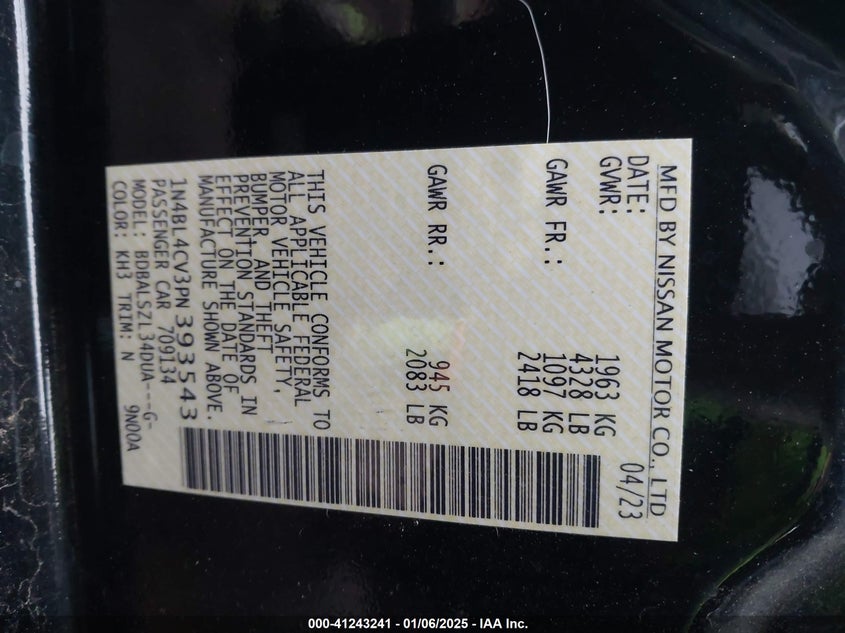 MFD BY NISSAN MOTOR CO., LTD
DATE: 04/23
GVWR: 1963 KG
4328 LB
GAWR FR.: 1097 KG
2418 LB
GAWR RR.: 945 KG
2083 LB
THIS VEHICLE CONFORMS TO
ALL APPLICABLE FEDERAL
MOTOR VEHICLE SAFETY,
BUMPER, AND THEFT
PREVENTION STANDARDS IN
EFFECT ON THE DATE OF
MANUFACTURE SHOWN ABOVE.
1N4BL4CV3PN393543
PASSENGER CAR 709134
MODEL: BDBALSZL34DUA---G-
COLOR: KH3 TRIM: N 9N00A
000-41243241 - 01/06/2025 - IAA Inc.